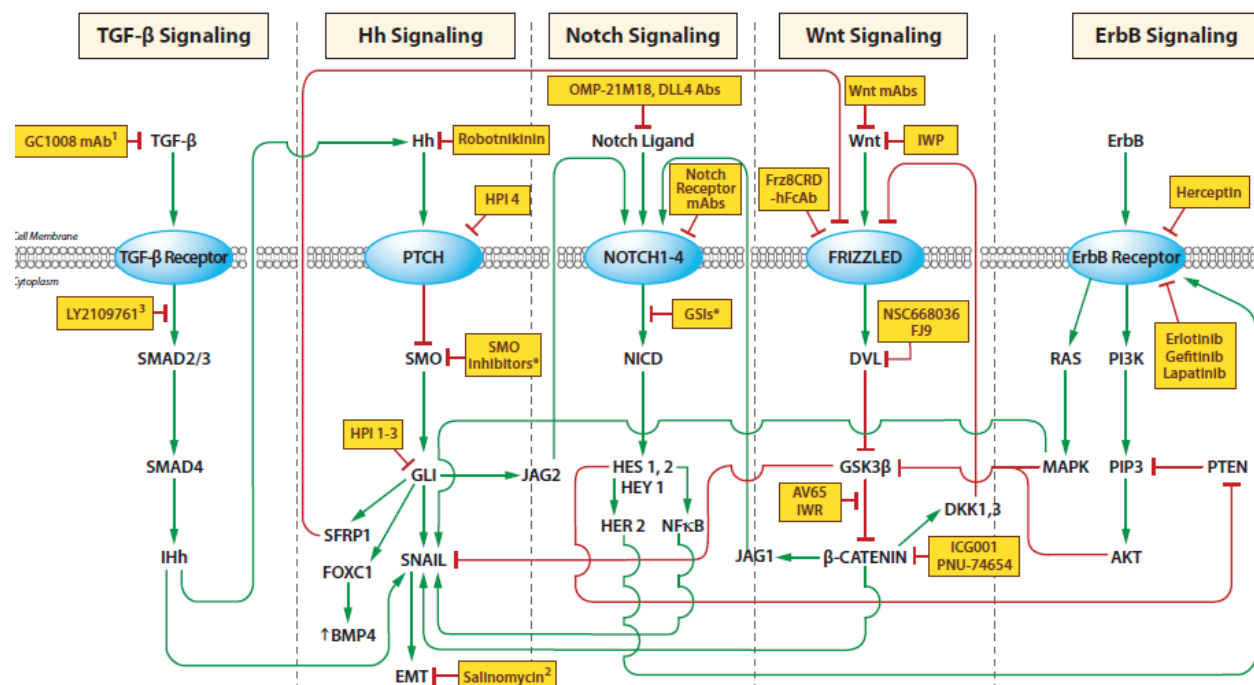 TGF-β Signaling
Hh Signaling
Notch Signaling
Wnt Signaling
ErbB Signaling
OMP-21M18, DLL4 Abs
Wnt mAbs
GC1008 mAb¹
TGF-β
Hh
Robotnikinin
Notch Ligand
Wnt
IWP
ErbB
HPI 4
Notch
Receptor
mAbs
Frz8CRD
-hFcAb
Herceptin
Cell Membrane
TGF-β Receptor
PTCH
NOTCH1-4
FRIZZLED
ErbB Receptor
Cytoplasm
LY2109761³
GSIs*
NSC668036
FJ9
SMAD2/3
SMO
SMO
inhibitors*
NICD
DVL
RAS
PI3K
Erlotinib
Gefitinib
Lapatinib
HPI 1-3
SMAD4
GLI
JAG2
HES 1, 2
HEY 1
GSK3β
MAPK
PIP3
PTEN
AV65
IWR
DKK1,3
SFRP1
HER 2
NFκB
IHh
FOXC1
SNAIL
JAG1
β-CATENIN
ICG001
PNU-74654
AKT
↑BMP4
EMT
Salinomycin²